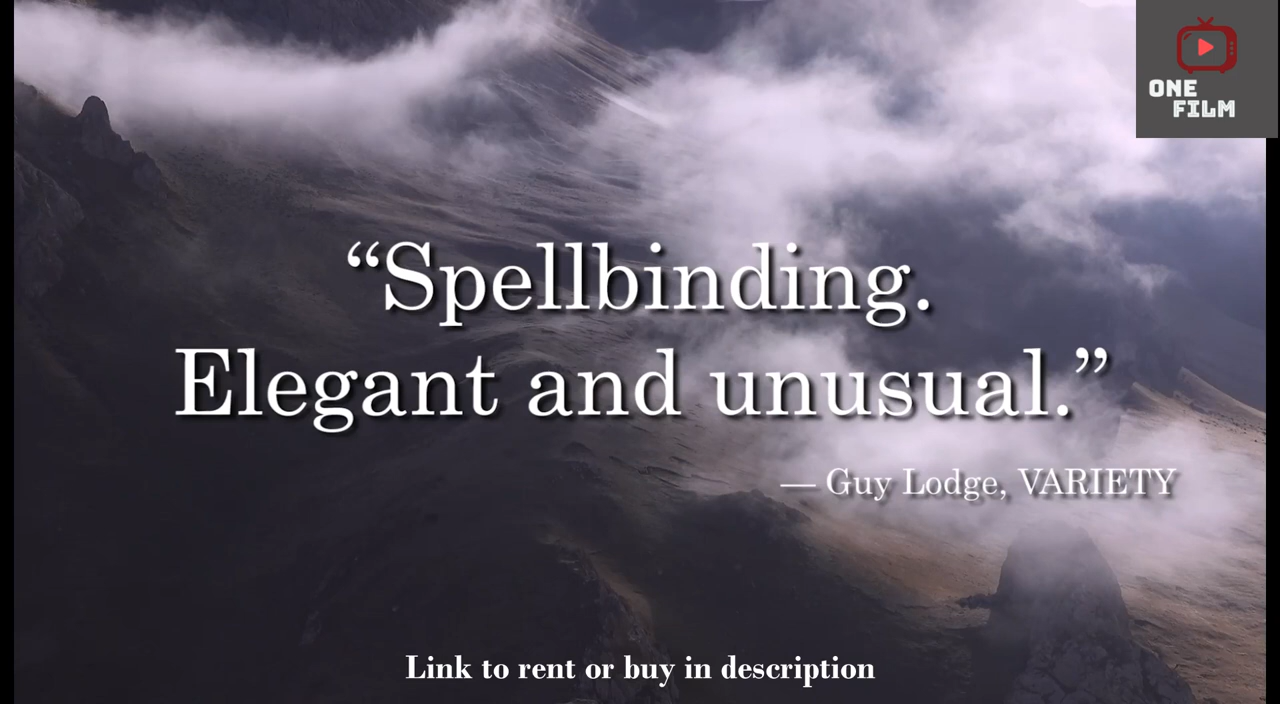 ONE
FILM
“Spellbinding.
Elegant and unusual.”
— Guy Lodge, VARIETY
Link to rent or buy in description